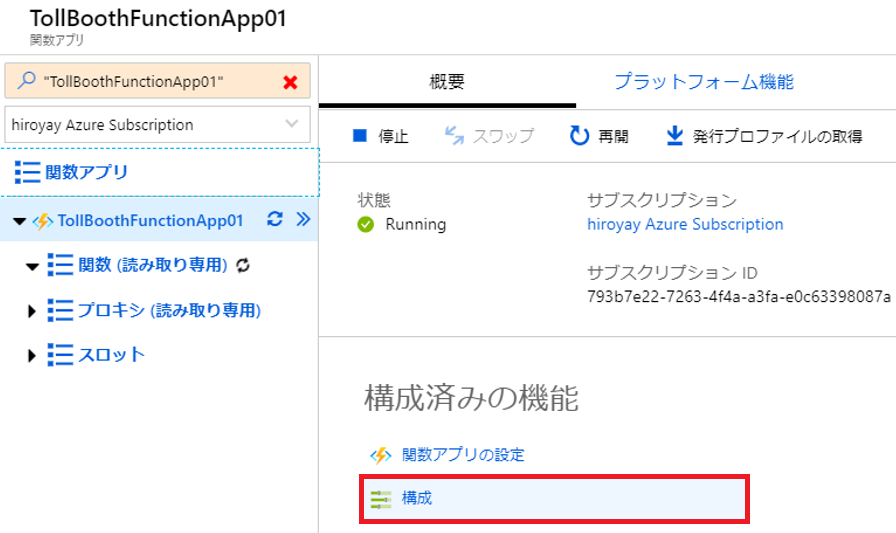 TollBoothFunctionApp01
関数アプリ
"TollBoothFunctionApp01"
hiroyay Azure Subscription
関数アプリ
TollBoothFunctionApp01
関数 (読み取り専用)
プロキシ (読み取り専用)
スロット
概要
プラットフォーム機能
停止
スワップ
再開
発行プロファイルの取得
状態
Running
サブスクリプション
hiroyay Azure Subscription
サブスクリプション ID
793b7e22-7263-4f4a-a3fa-e0c63398087a
構成済みの機能
関数アプリの設定
構成